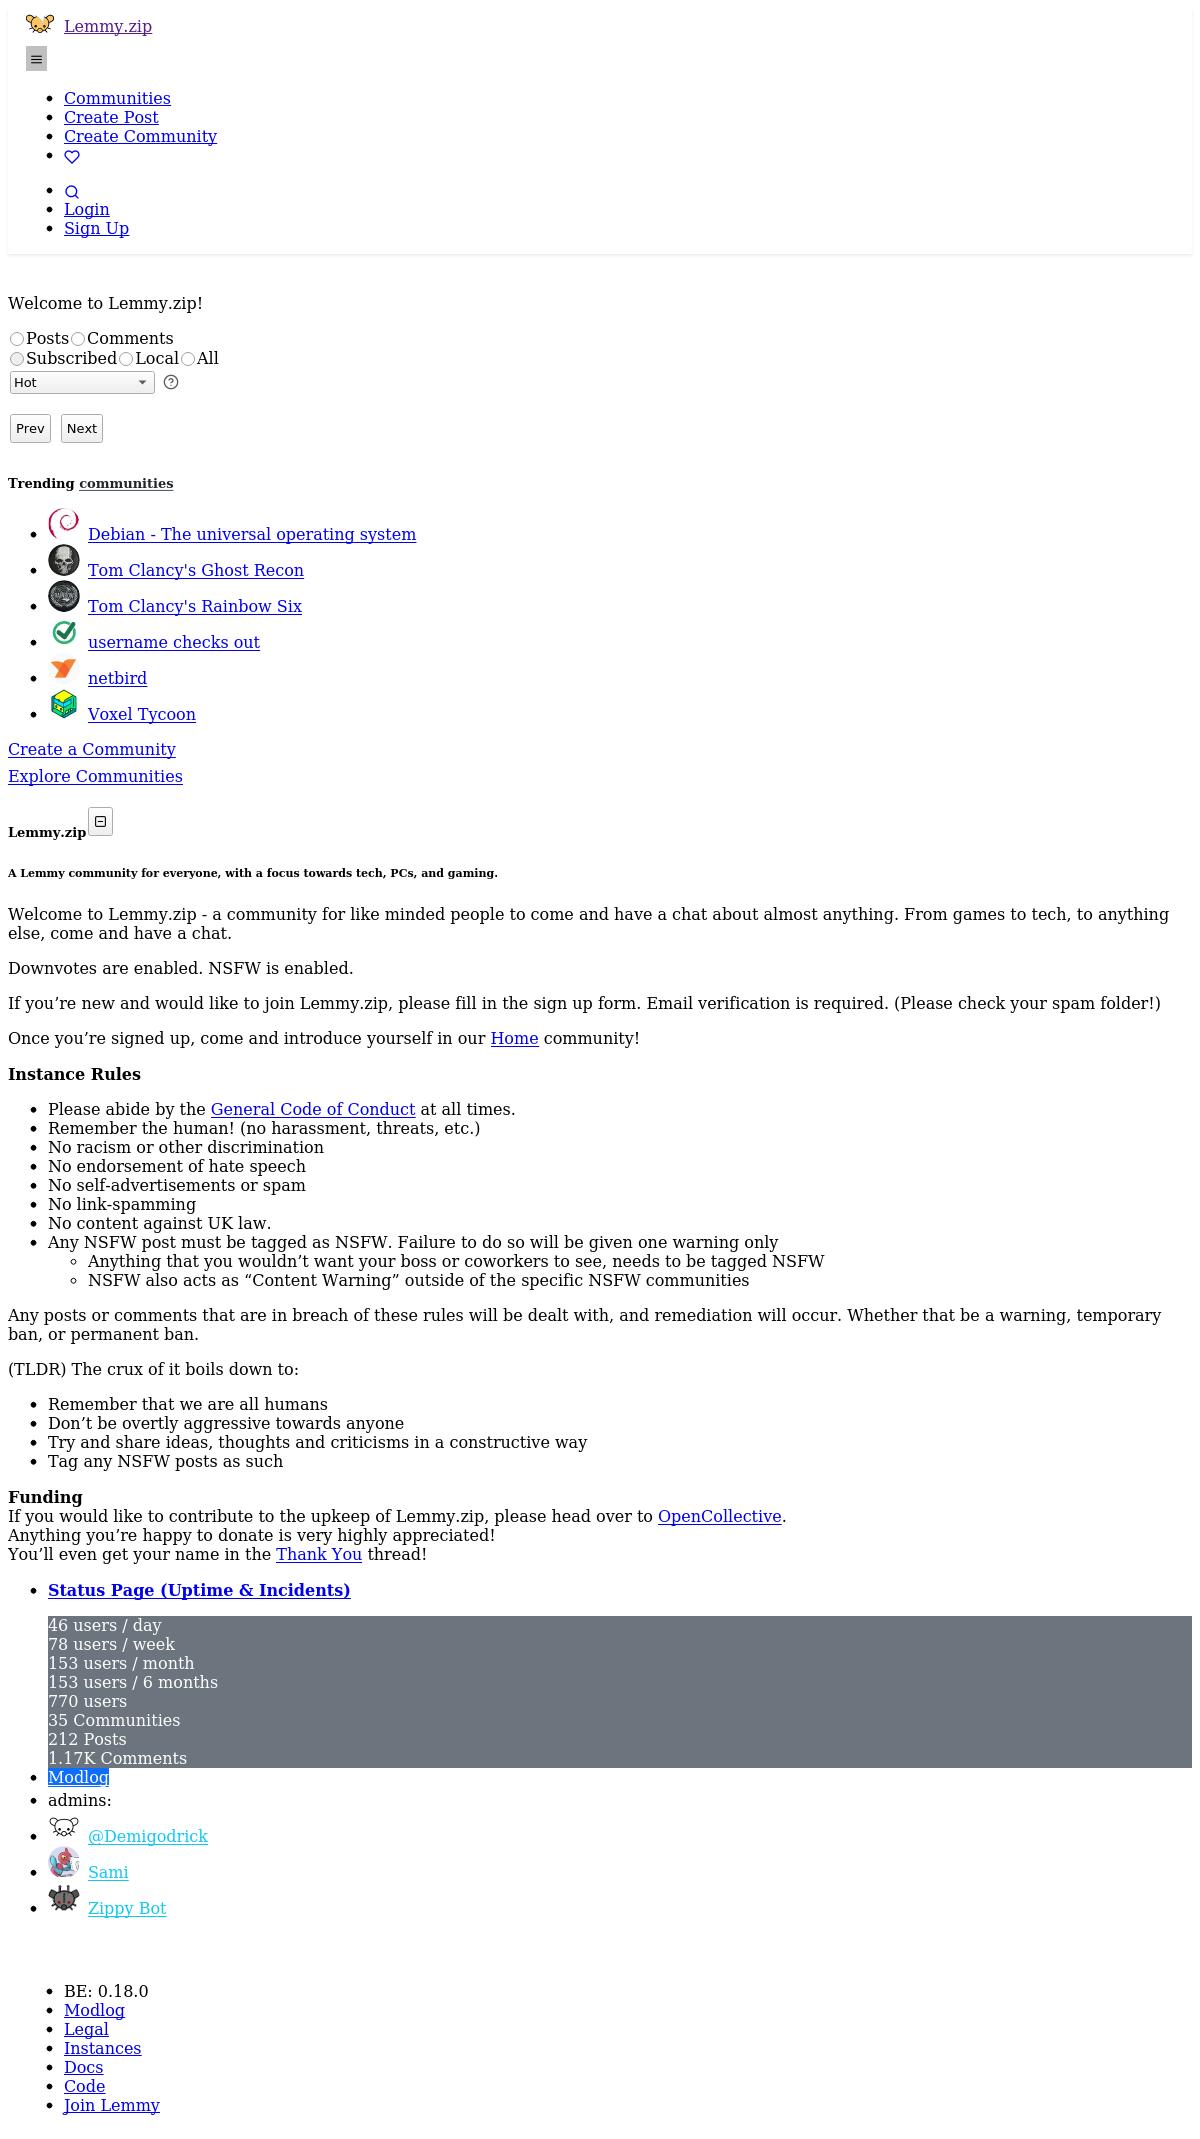 Lemmy.zip
Communities
Create Post
Create Community
Login
Sign Up
Welcome to Lemmy.zip!
Posts Comments
Subscribed Local All
Hot
Prev Next
Trending communities
Debian - The universal operating system
Tom Clancy's Ghost Recon
Tom Clancy's Rainbow Six
username checks out
netbird
Voxel Tycoon
Create a Community
Explore Communities
Lemmy.zip
A Lemmy community for everyone, with a focus towards tech, PCs, and gaming.
Welcome to Lemmy.zip - a community for like minded people to come and have a chat about almost anything. From games to tech, to anything
else, come and have a chat.
Downvotes are enabled. NSFW is enabled.
If you’re new and would like to join Lemmy.zip, please fill in the sign up form. Email verification is required. (Please check your spam folder!)
Once you’re signed up, come and introduce yourself in our Home community!
Instance Rules
Please abide by the General Code of Conduct at all times.
Remember the human! (no harassment, threats, etc.)
No racism or other discrimination
No endorsement of hate speech
No self-advertisements or spam
No link-spamming
No content against UK law.
Any NSFW post must be tagged as NSFW. Failure to do so will be given one warning only
Anything that you wouldn’t want your boss or coworkers to see, needs to be tagged NSFW
NSFW also acts as “Content Warning” outside of the specific NSFW communities
Any posts or comments that are in breach of these rules will be dealt with, and remediation will occur. Whether that be a warning, temporary
ban, or permanent ban.
(TLDR) The crux of it boils down to:
Remember that we are all humans
Don’t be overtly aggressive towards anyone
Try and share ideas, thoughts and criticisms in a constructive way
Tag any NSFW posts as such
Funding
If you would like to contribute to the upkeep of Lemmy.zip, please head over to OpenCollective.
Anything you’re happy to donate is very highly appreciated!
You’ll even get your name in the Thank You thread!
Status Page (Uptime & Incidents)
46 users / day
78 users / week
153 users / month
153 users / 6 months
770 users
35 Communities
212 Posts
1.17K Comments
Modlog
admins:
@Demigodrick
Sami
Zippy Bot
BE: 0.18.0
Modlog
Legal
Instances
Docs
Code
Join Lemmy